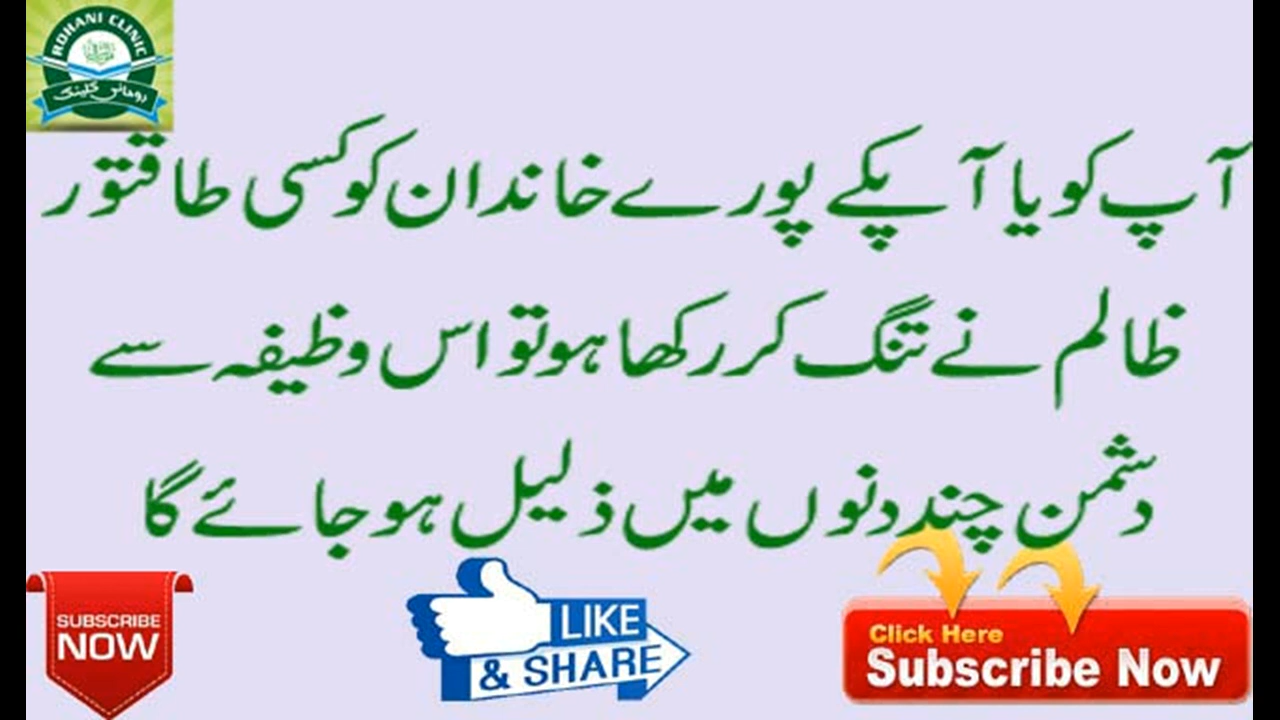 ROHANI CLINIC
روحانی کلینک
آپ کو یا آپکے پورے خاندان کو کسی طاقتور
ظالم نے تنگ کر رکھا ہو تو اس وظیفہ سے
دشمن چند دنوں میں ذلیل ہو جائے گا
SUBSCRIBE
NOW
LIKE
& SHARE
Click Here
Subscribe Now